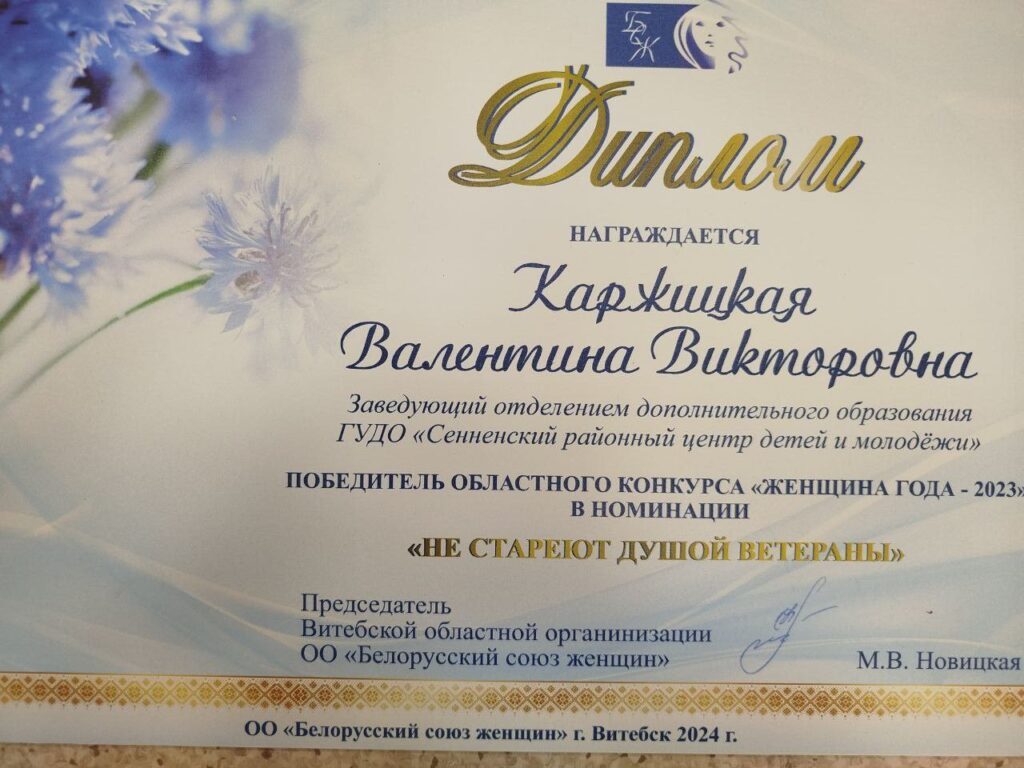 БСЖ
Диплом
НАГРАЖДАЕТСЯ
Каржицкая
Валентина Викторовна
Заведующий отделением дополнительного образования
ГУДО «Сенненский районный центр детей и молодёжи»
ПОБЕДИТЕЛЬ ОБЛАСТНОГО КОНКУРСА «ЖЕНЩИНА ГОДА - 2023»
В НОМИНАЦИИ
«НЕ СТАРЕЮТ ДУШОЙ ВЕТЕРАНЫ»
Председатель
Витебской областной органинизации
ОО «Белорусский союз женщин»
М.В. Новицкая
ОО «Белорусский союз женщин» г. Витебск 2024 г.